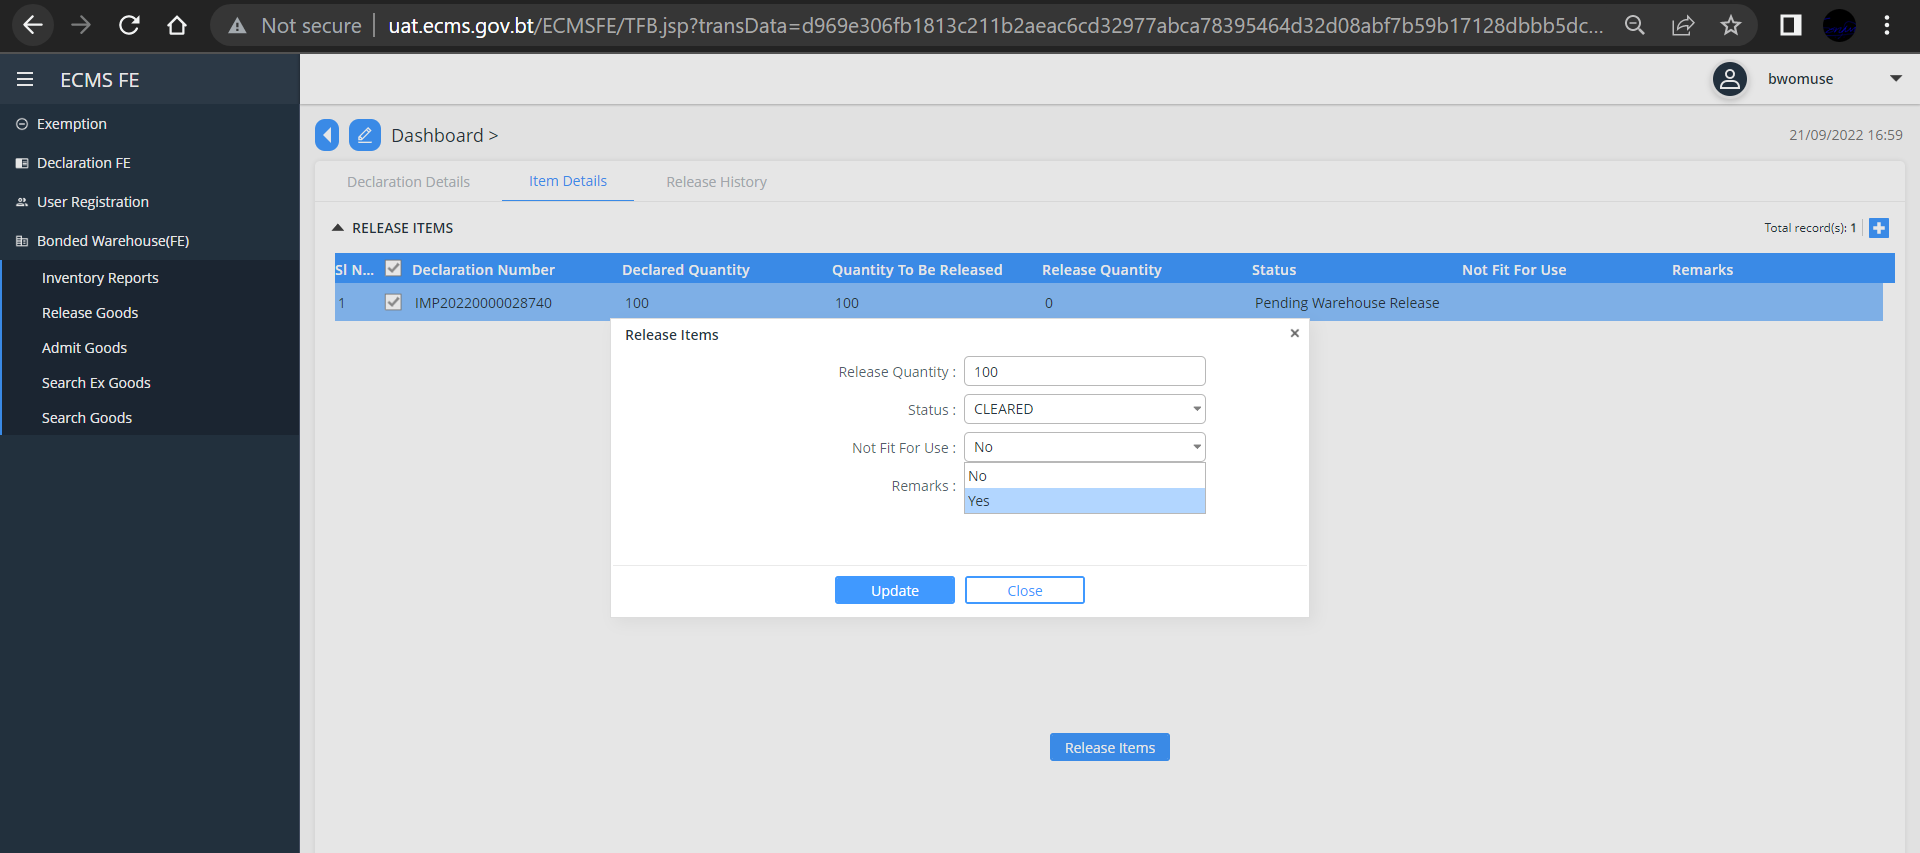 Not secure uat.ecms.gov.bt/ECMSFE/TFB.jsp?transData=d969e306fb1813c211b2aeac6cd32977abca78395464d32d08abf7b59b17128dbbb5dc...
ECMS FE
bwomuse
Exemption
Declaration FE
User Registration
Bonded Warehouse(FE)
Inventory Reports
Release Goods
Admit Goods
Search Ex Goods
Search Goods
Dashboard >
21/09/2022 16:59
Declaration Details Item Details Release History
RELEASE ITEMS
Total record(s): 1
Sl N... Declaration Number Declared Quantity Quantity To Be Released Release Quantity Status Not Fit For Use Remarks
1 IMP20220000028740 100 100 0 Pending Warehouse Release
Release Items ×
Release Quantity : 100
Status : CLEARED
Not Fit For Use : No
No
Remarks :
Yes
Update Close
Release Items